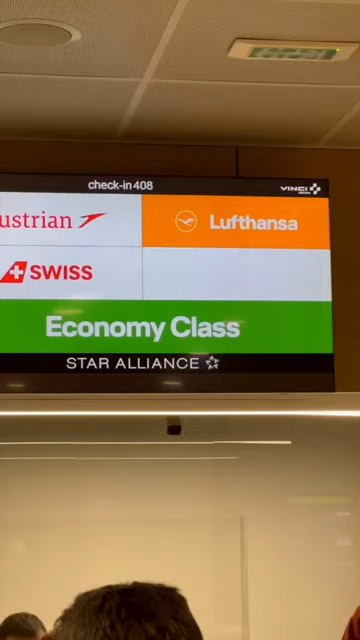 check-in 408
VINCI
ustrian
Lufthansa
SWISS
Economy Class
STAR ALLIANCE